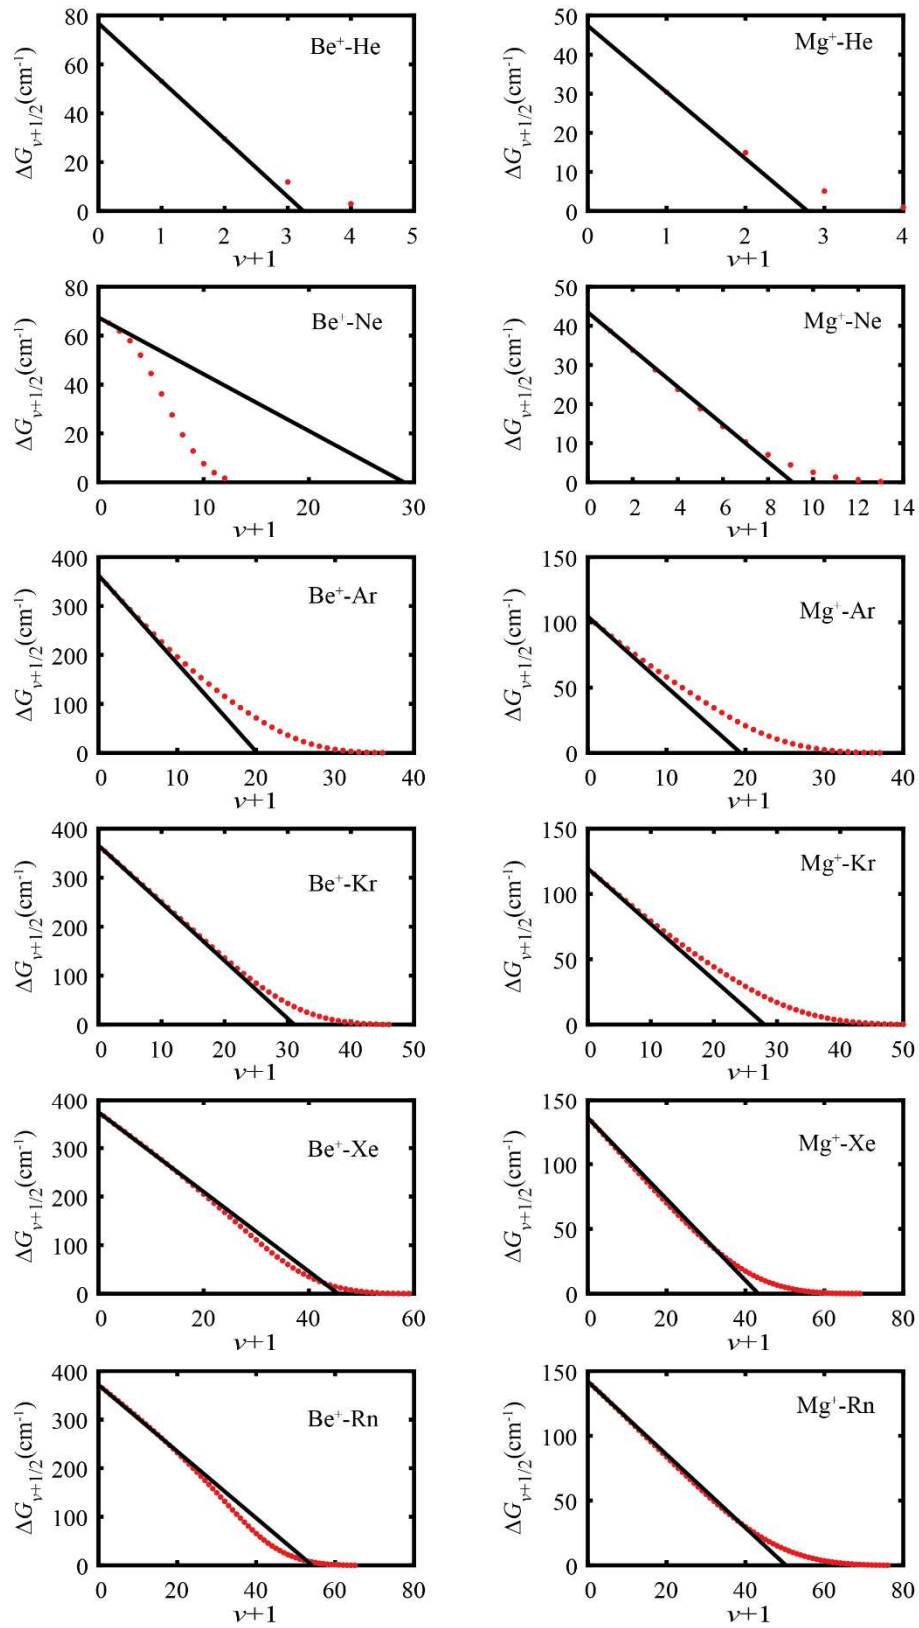 80
60
40
20
0
ΔG_{v+1/2}(cm⁻¹)
Be⁺-He
0 1 2 3 4 5
v+1
50
40
30
20
10
0
ΔG_{v+1/2}(cm⁻¹)
Mg⁺-He
0 1 2 3 4
v+1
80
60
40
20
0
ΔG_{v+1/2}(cm⁻¹)
Be⁺-Ne
0 10 20 30
v+1
50
40
30
20
10
0
ΔG_{v+1/2}(cm⁻¹)
Mg⁺-Ne
0 2 4 6 8 10 12 14
v+1
400
300
200
100
0
ΔG_{v+1/2}(cm⁻¹)
Be⁺-Ar
0 10 20 30 40
v+1
150
100
50
0
ΔG_{v+1/2}(cm⁻¹)
Mg⁺-Ar
0 10 20 30 40
v+1
400
300
200
100
0
ΔG_{v+1/2}(cm⁻¹)
Be⁺-Kr
0 10 20 30 40 50
v+1
150
100
50
0
ΔG_{v+1/2}(cm⁻¹)
Mg⁺-Kr
0 10 20 30 40 50
v+1
400
300
200
100
0
ΔG_{v+1/2}(cm⁻¹)
Be⁺-Xe
20 40 60
v+1
150
100
50
0
ΔG_{v+1/2}(cm⁻¹)
Mg⁺-Xe
0 20 40 60 80
v+1
400
300
200
100
0
ΔG_{v+1/2}(cm⁻¹)
Be⁺-Rn
0 20 40 60 80
v+1
150
100
50
0
ΔG_{v+1/2}(cm⁻¹)
Mg⁺-Rn
0 20 40 60 80
v+1